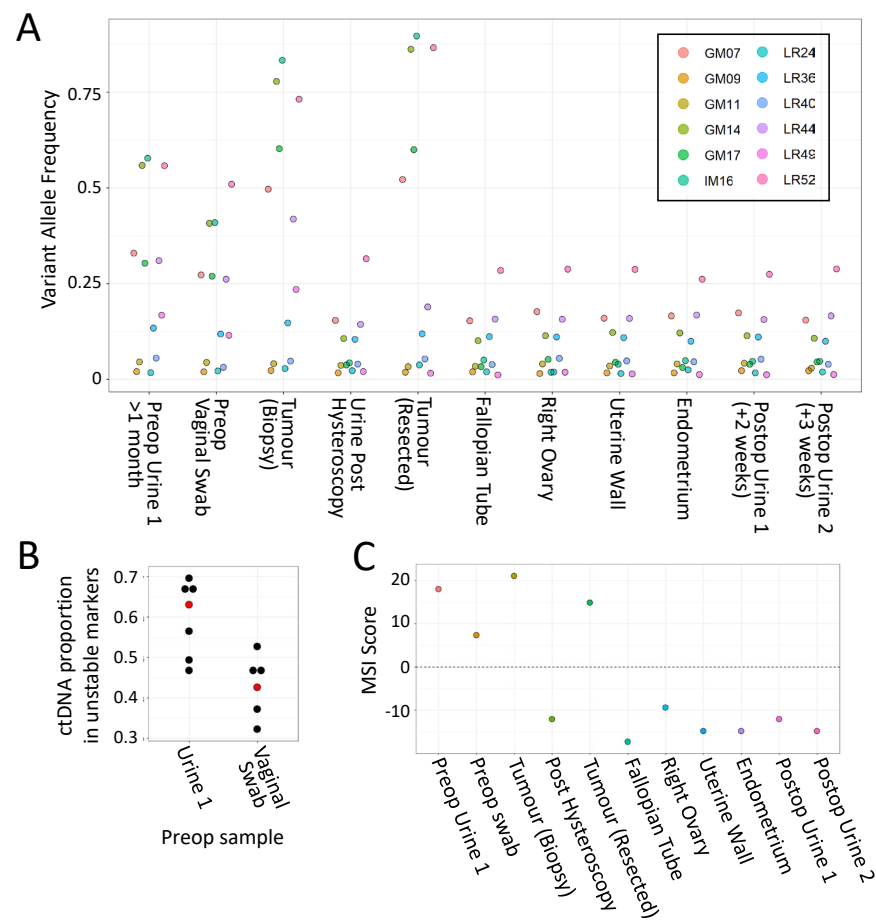 A
Variant Allele Frequency
0.75
0.5
0.25
0
GM07
GM09
GM11
GM14
GM17
IM16
LR24
LR36
LR40
LR44
LR49
LR52
Preop Urine 1
>1 month
Preop
Vaginal Swab
Tumour
(Biopsy)
Urine Post
Hysteroscopy
Tumour
(Resected)
Fallopian Tube
Right Ovary
Uterine Wall
Endometrium
Postop Urine 1
(+2 weeks)
Postop Urine 2
(+3 weeks)
B
ctDNA proportion
in unstable markers
0.7
0.6
0.5
0.4
0.3
Urine 1
Vaginal
Swab
Preop sample
C
MSI Score
20
10
0
-10
Preop Urine 1
Preop swab
Tumour (Biopsy)
Post Hysteroscopy
Tumour (Resected)
Fallopian Tube
Right Ovary
Uterine Wall
Endometrium
Postop Urine 1
Postop Urine 2